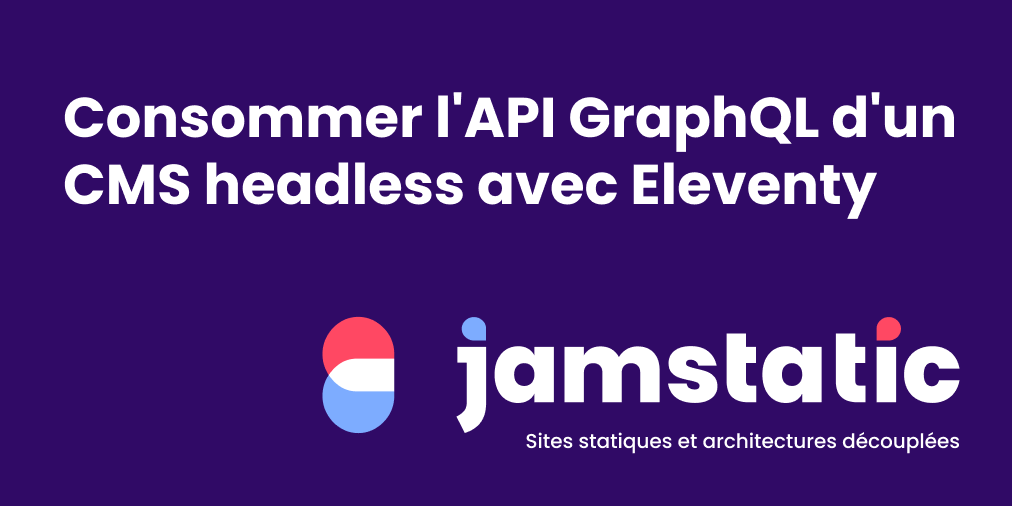 Consommer l'API GraphQL d'un
CMS headless avec Eleventy
jamstatic
Sites statiques et architectures découplées